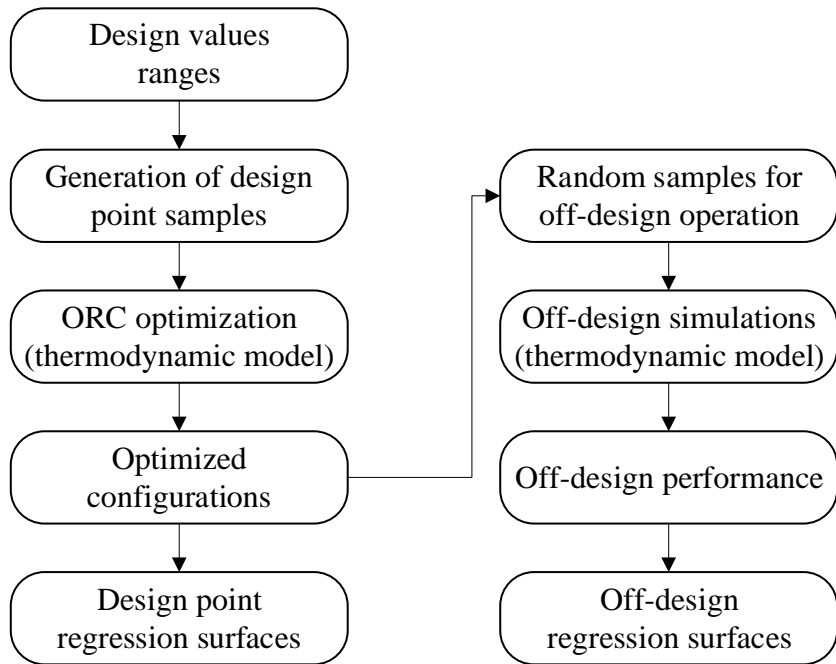 Design values
ranges
Generation of design
point samples
ORC optimization
(thermodynamic model)
Optimized
configurations
Design point
regression surfaces
Random samples for
off-design operation
Off-design simulations
(thermodynamic model)
Off-design performance
Off-design
regression surfaces